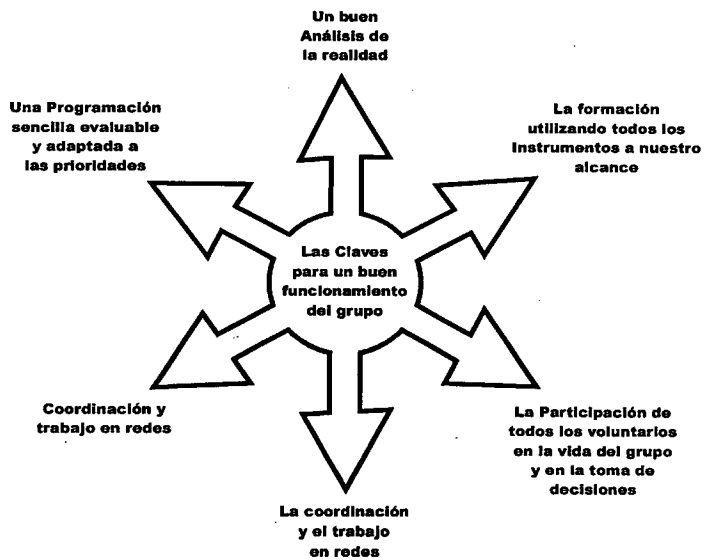 Un buen
Análisis de
la realidad
Una Programación
sencilla evaluable
y adaptada a
las prioridades
La formación
utilizando todos los
instrumentos a nuestro
alcance
Las Claves
para un buen
funcionamiento
del grupo
Coordinación y
trabajo en redes
La Participación de
todos los voluntarios
en la vida del grupo
y en la toma de
decisiones
La coordinación
y el trabajo
en redes